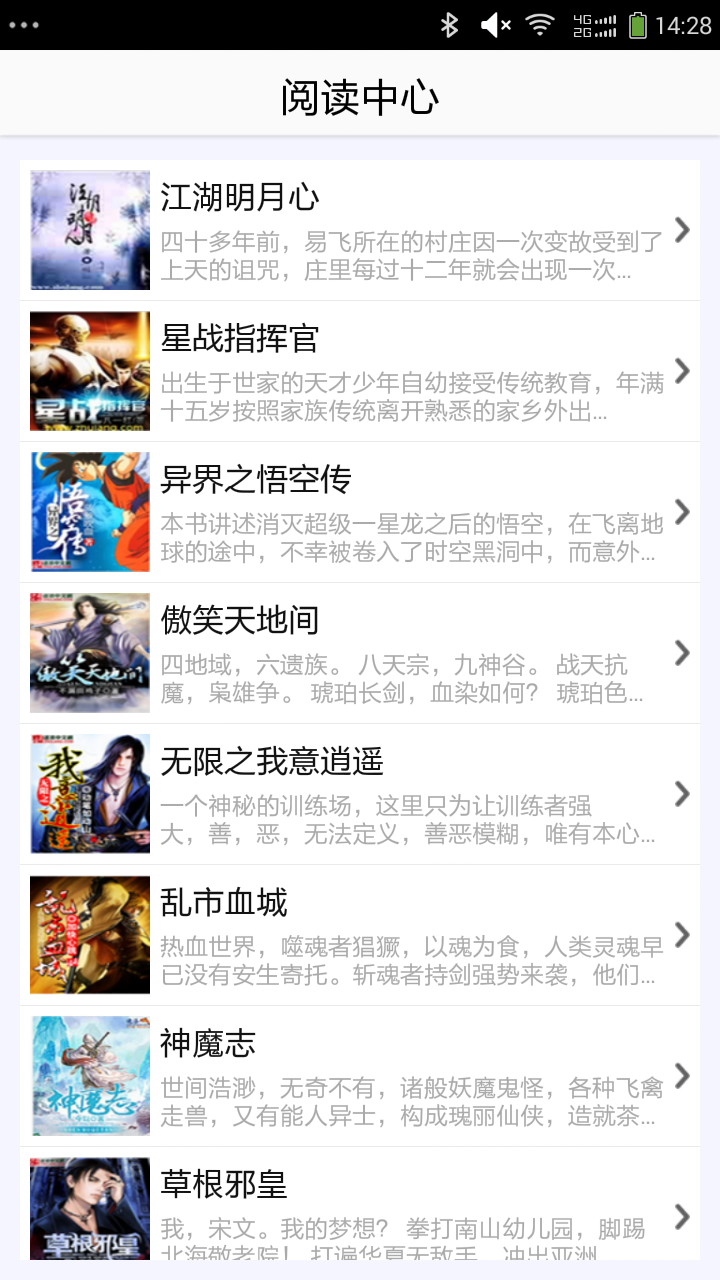 4G
2G
14:28
阅读中心
江湖明月心
四十多年前，易飞所在的村庄因一次变故受到了
上天的诅咒，庄里每过十二年就会出现一次...
星战指挥官
出生于世家的天才少年自幼接受传统教育，年满
十五岁按照家族传统离开熟悉的家乡外出...
异界之悟空传
本书讲述消灭超级一星龙之后的悟空，在飞离地
球的途中，不幸被卷入了时空黑洞中，而意外...
傲笑天地间
四地域，六遗族。 八天宗，九神谷。 战天抗
魔，枭雄争。 琥珀长剑，血染如何？ 琥珀色...
无限之我意逍遥
一个神秘的训练场，这里只为让训练者强
大，善，恶，无法定义，善恶模糊，唯有本心...
乱市血城
热血世界，噬魂者猖獗，以魂为食，人类灵魂早
已没有安生寄托。斩魂者持剑强势来袭，他们...
神魔志
世间浩渺，无奇不有，诸般妖魔鬼怪，各种飞禽
走兽，又有能人异士，构成瑰丽仙侠，造就茶...
草根邪皇
我，宋文。我的梦想？ 拳打南山幼儿园，脚踢
北海敬老院！ 打遍华夏无敌手，冲出亚洲